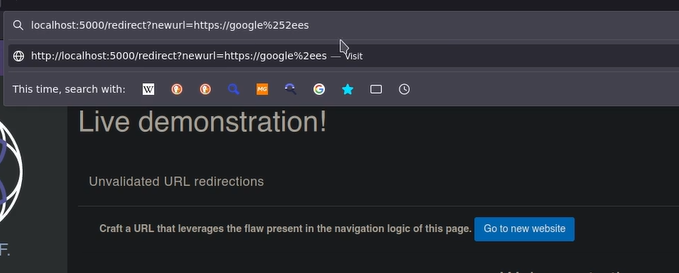 localhost:5000/redirect?newurl=https://google%252ees
http://localhost:5000/redirect?newurl=https://google%2ees — Visit
This time, search with:
Live demonstration!
Unvalidated URL redirections
Craft a URL that leverages the flaw present in the navigation logic of this page. Go to new website
F.